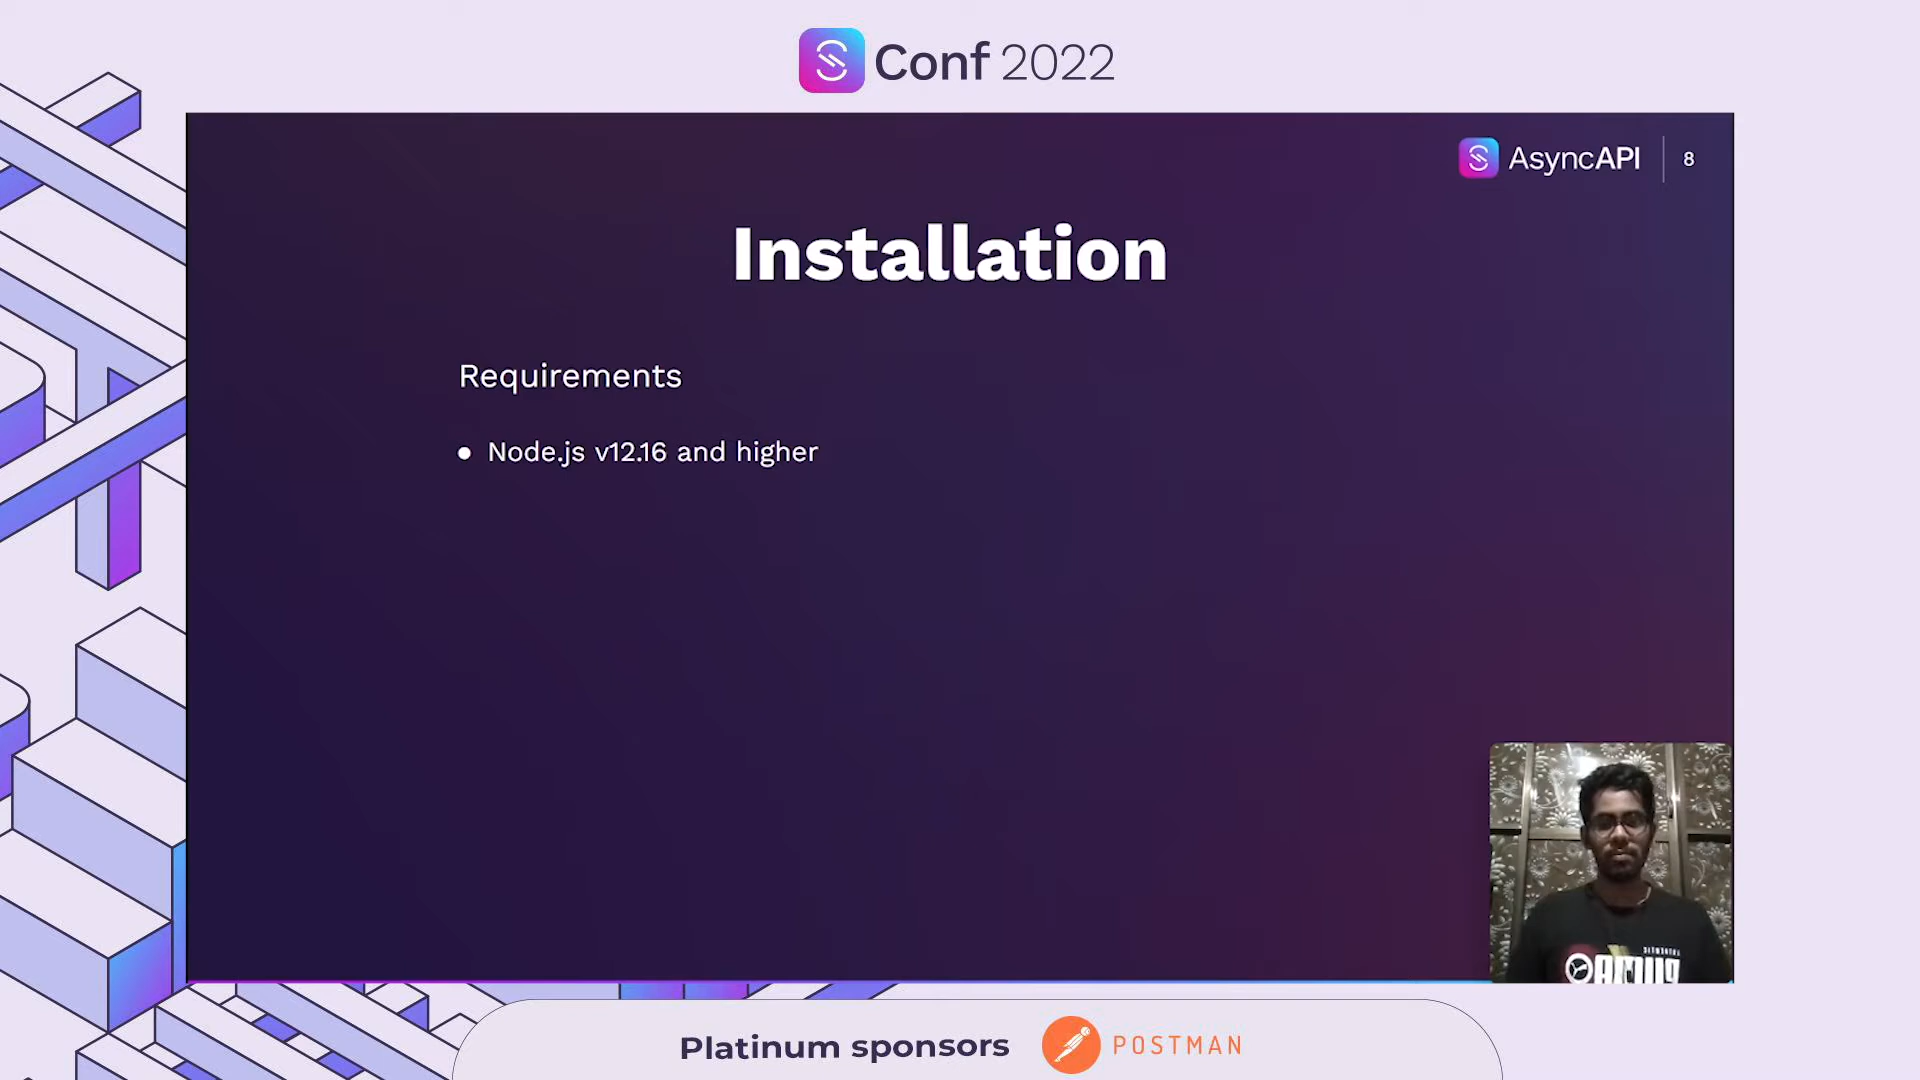 Conf 2022
AsyncAPI
8
Installation
Requirements
• Node.js v12.16 and higher
Platinum sponsors
POSTMAN